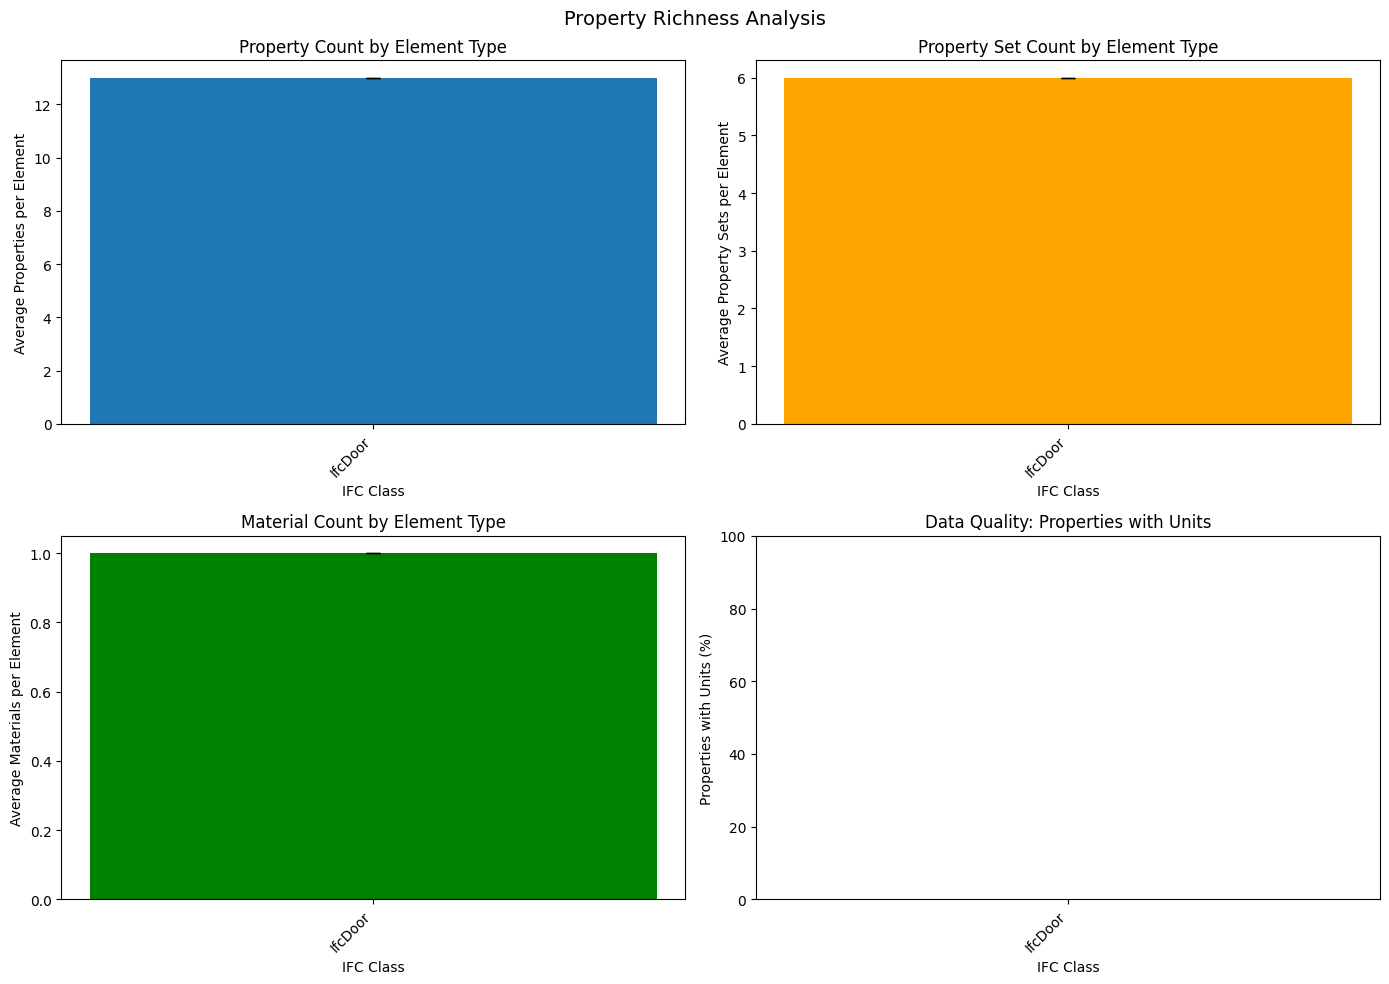 Property Richness Analysis
Property Count by Element Type
Average Properties per Element
12
10
8
6
4
2
0
IfcDoor
IFC Class
Property Set Count by Element Type
Average Property Sets per Element
6
5
4
3
2
1
0
IfcDoor
IFC Class
Material Count by Element Type
Average Materials per Element
1.0
0.8
0.6
0.4
0.2
0.0
IfcDoor
IFC Class
Data Quality: Properties with Units
Properties with Units (%)
100
80
60
40
20
0
IfcDoor
IFC Class